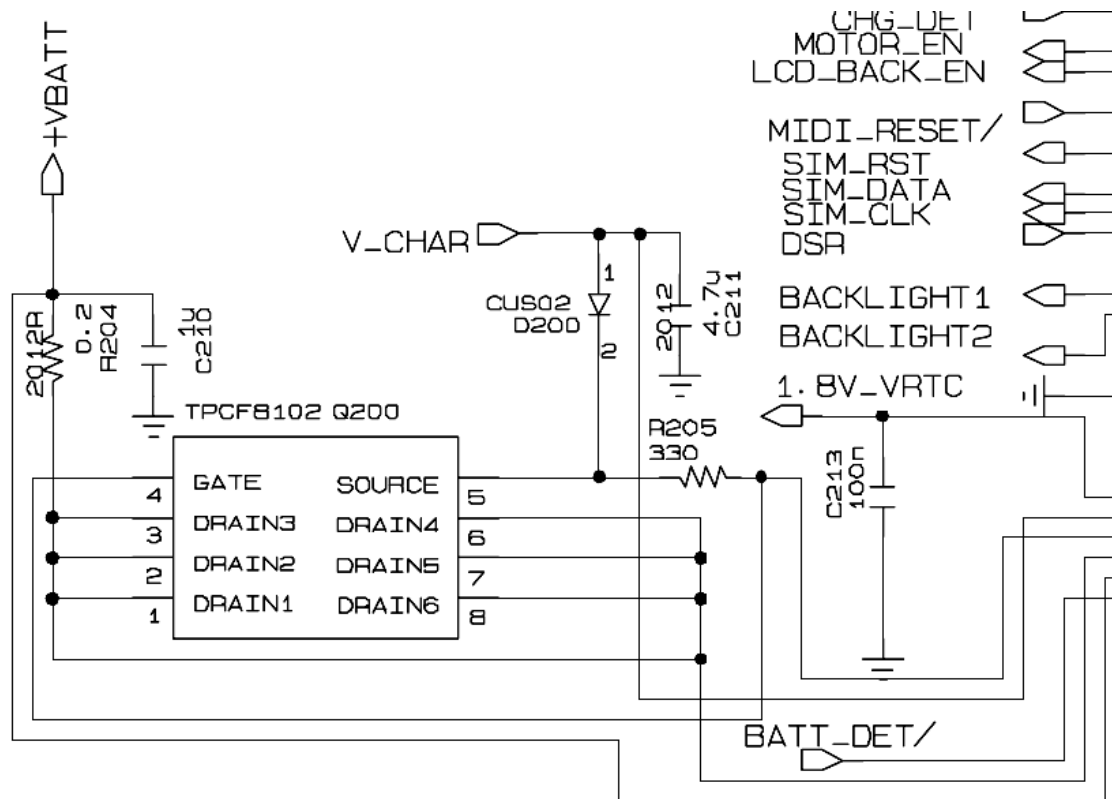 +VBATT
CHG_DET
MOTOR_EN
LCD_BACK_EN
MIDI_RESET/
SIM_RST
SIM_DATA
SIM_CLK
DSR
V_CHAR
1
CUS02
D200
2
2012
4.7u
C211
BACKLIGHT1
BACKLIGHT2
2012R
0.2
R204
1u
C210
1.8V_VRTC
TPCF8102 Q200
R205
330
C213
100n
GATE
SOURCE
4
5
DRAIN3
DRAIN4
3
6
DRAIN2
DRAIN5
2
7
DRAIN1
DRAIN6
1
8
BATT_DET/